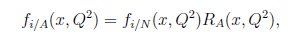 f_{i/A}(x, Q^2) = f_{i/N}(x, Q^2)R_A(x, Q^2),